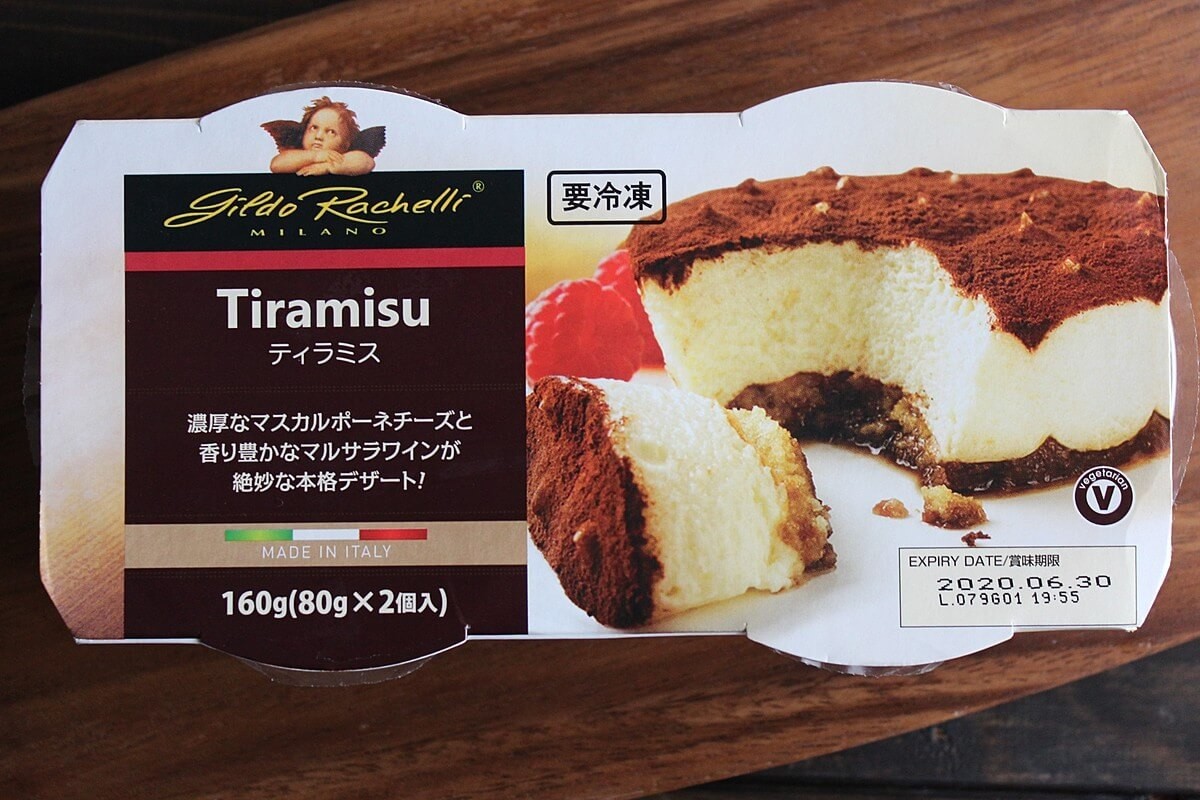 Gildo Rachelli®
MILANO
要冷凍
Tiramisu
ティラミス
濃厚なマスカルポーネチーズと
香り豊かなマルサラワインが
絶妙な本格デザート!
MADE IN ITALY
160g(80g×2個入)
vegetarian
V
EXPIRY DATE/賞味期限
2020.06.30
L.079G01 19:55